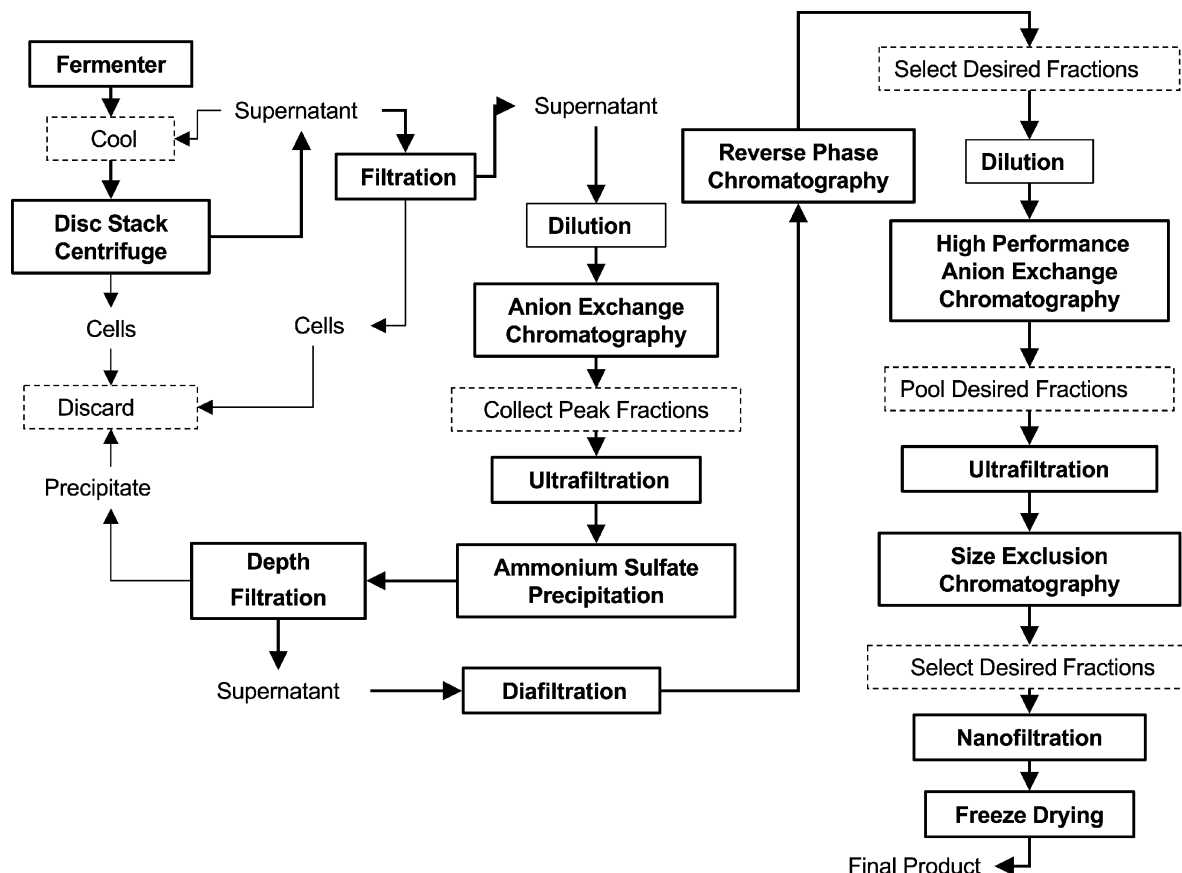 Fermenter
Cool
Disc Stack
Centrifuge
Cells
Discard
Precipitate
Supernatant
Filtration
Cells
Supernatant
Dilution
Anion Exchange
Chromatography
Collect Peak Fractions
Ultrafiltration
Ammonium Sulfate
Precipitation
Depth
Filtration
Supernatant
Diafiltration
Reverse Phase
Chromatography
Select Desired Fractions
Dilution
High Performance
Anion Exchange
Chromatography
Pool Desired Fractions
Ultrafiltration
Size Exclusion
Chromatography
Select Desired Fractions
Nanofiltration
Freeze Drying
Final Product